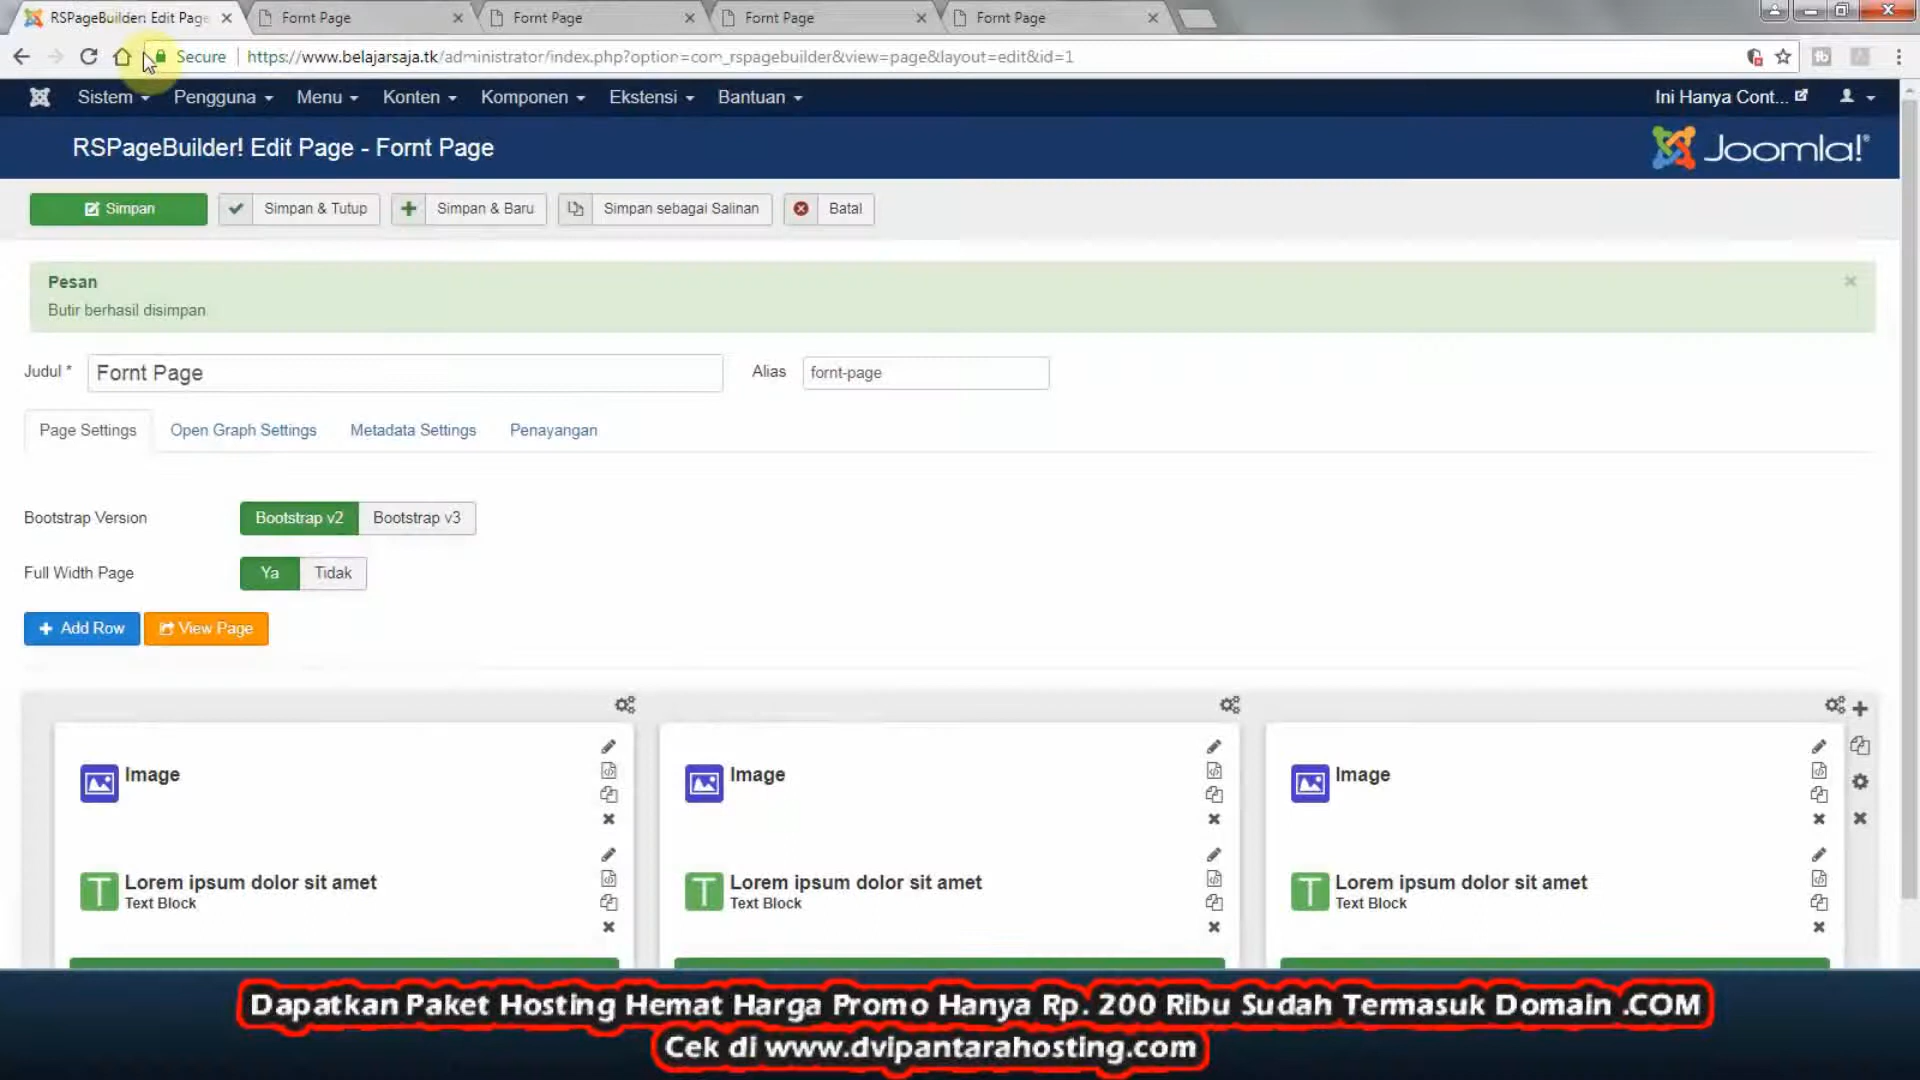 RSPageBuilder! Edit Page
Fornt Page
Fornt Page
Fornt Page
Fornt Page
Secure
https://www.belajarsaja.tk/administrator/index.php?option=com_rspagebuilder&view=page&layout=edit&id=1
Sistem
Pengguna
Menu
Konten
Komponen
Ekstensi
Bantuan
Ini Hanya Cont...
RSPageBuilder! Edit Page - Fornt Page
Joomla!®
Simpan
Simpan & Tutup
Simpan & Baru
Simpan sebagai Salinan
Batal
Pesan
Butir berhasil disimpan
Judul *
Fornt Page
Alias
fornt-page
Page Settings
Open Graph Settings
Metadata Settings
Penayangan
Bootstrap Version
Bootstrap v2
Bootstrap v3
Full Width Page
Ya
Tidak
Add Row
View Page
Image
Image
Image
Lorem ipsum dolor sit amet
Text Block
Lorem ipsum dolor sit amet
Text Block
Lorem ipsum dolor sit amet
Text Block
Dapatkan Paket Hosting Hemat Harga Promo Hanya Rp. 200 Ribu Sudah Termasuk Domain .COM
Cek di www.dvipantarahosting.com